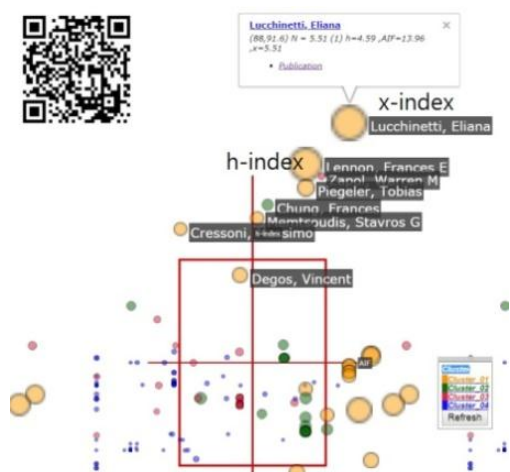 Lucchinetti, Eliana
(88,91.6) N = 5.51 (1) h=4.59 ,AIF=13.96
,x=5.51
Publication
x-index
Lucchinetti, Eliana
h-index
Lennon, Frances E
Zapol, Warren M
Piegeler, Tobias
Chung, Frances
Memtsoudis, Stavros G
Cressoni, simo
Degos, Vincent
AIF
Cluster
Cluster_01
Cluster_02
Cluster_03
Cluster_04
Refresh